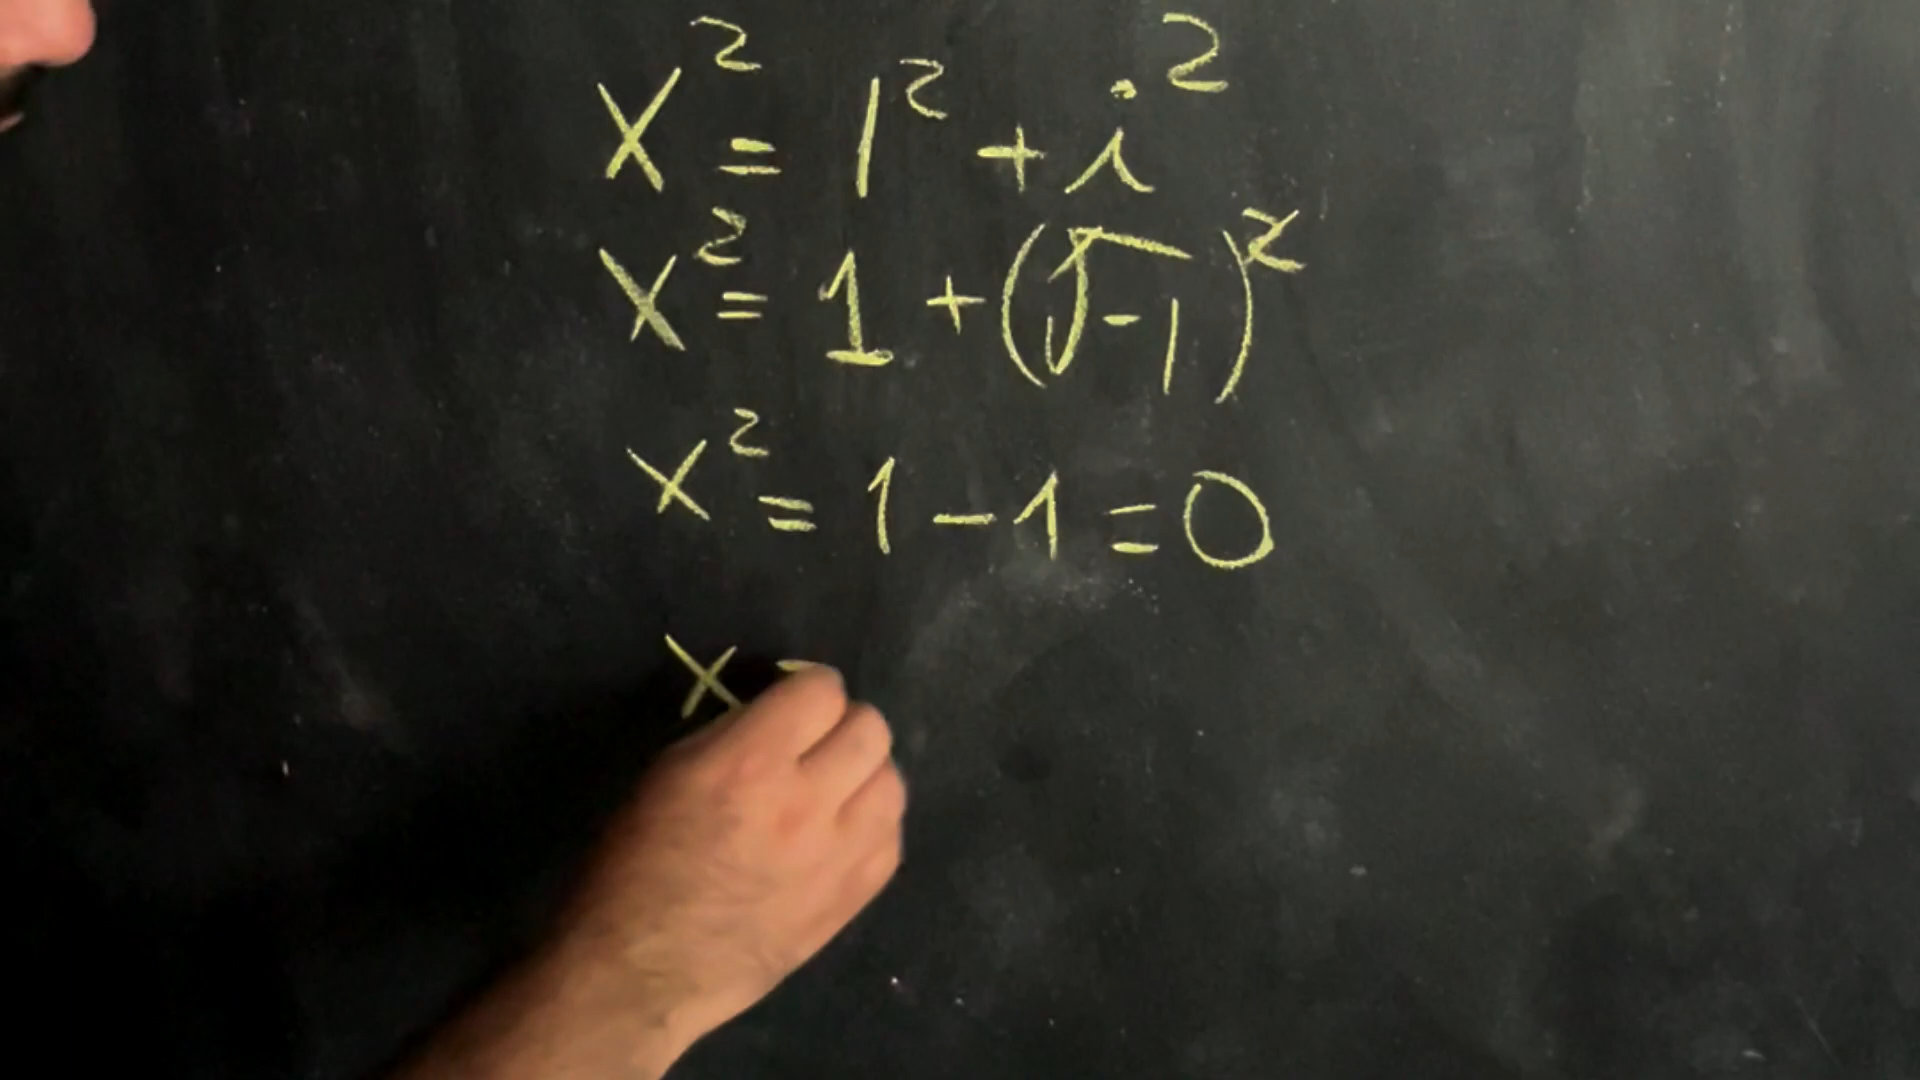 x² = 1² + i²
x² = 1 + (√-1)²
x² = 1 - 1 = 0
x